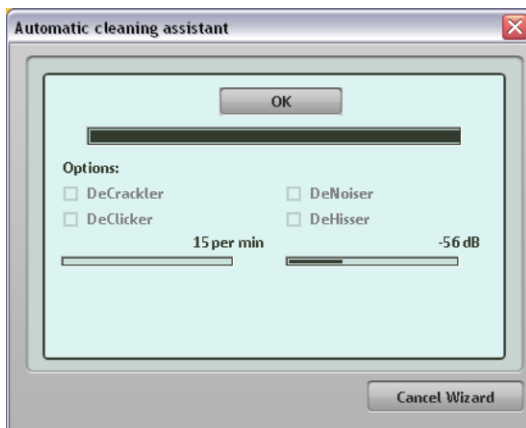 Automatic cleaning assistant
OK
Options:
DeCrackler
DeNoiser
DeClicker
DeHisser
15 per min
-56 dB
Cancel Wizard